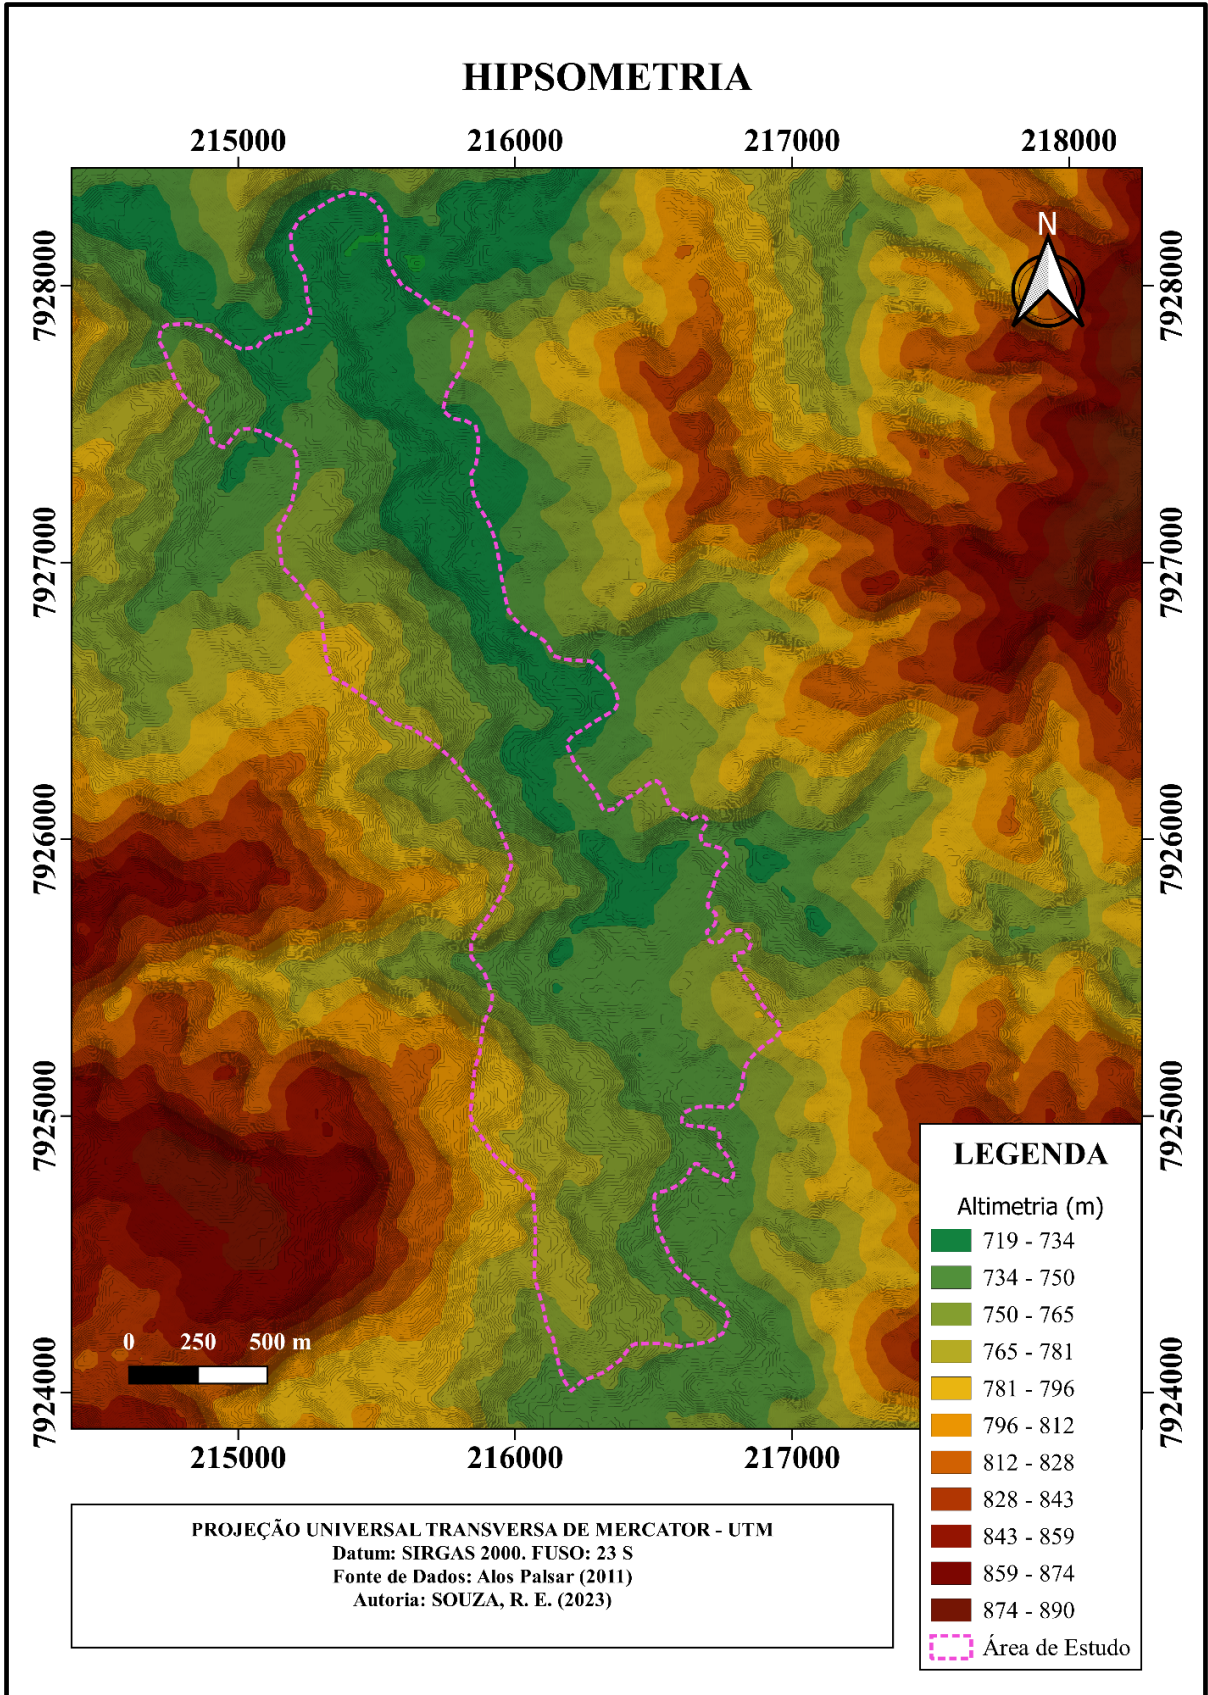 HIPSOMETRIA
215000 216000 217000 218000
N
7928000 7928000
7927000 7927000
7926000 7926000
7925000 7925000
7924000 7924000
0 250 500 m
215000 216000 217000
LEGENDA
Altimetria (m)
719 - 734
734 - 750
750 - 765
765 - 781
781 - 796
796 - 812
812 - 828
828 - 843
843 - 859
859 - 874
874 - 890
Área de Estudo
PROJEÇÃO UNIVERSAL TRANSVERSA DE MERCATOR - UTM
Datum: SIRGAS 2000. FUSO: 23 S
Fonte de Dados: Alos Palsar (2011)
Autoria: SOUZA, R. E. (2023)